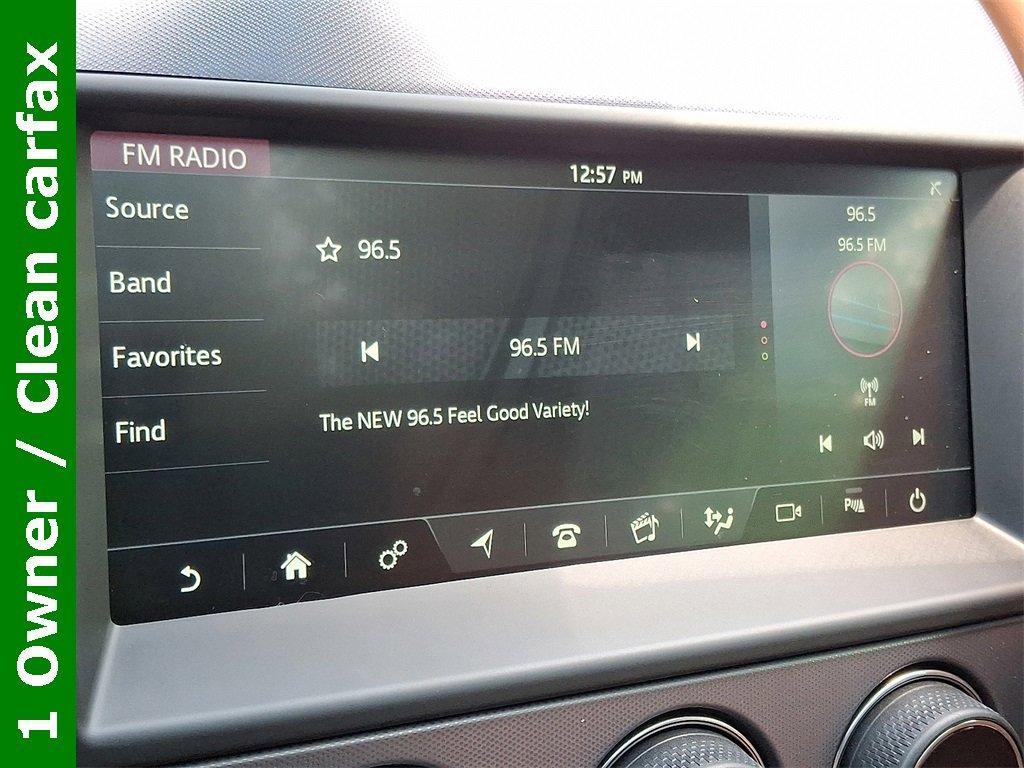 1 Owner / Clean carfax
FM RADIO
12:57 PM
Source
Band
Favorites
Find
96.5
96.5 FM
The NEW 96.5 Feel Good Variety!
96.5
96.5 FM
FM
P